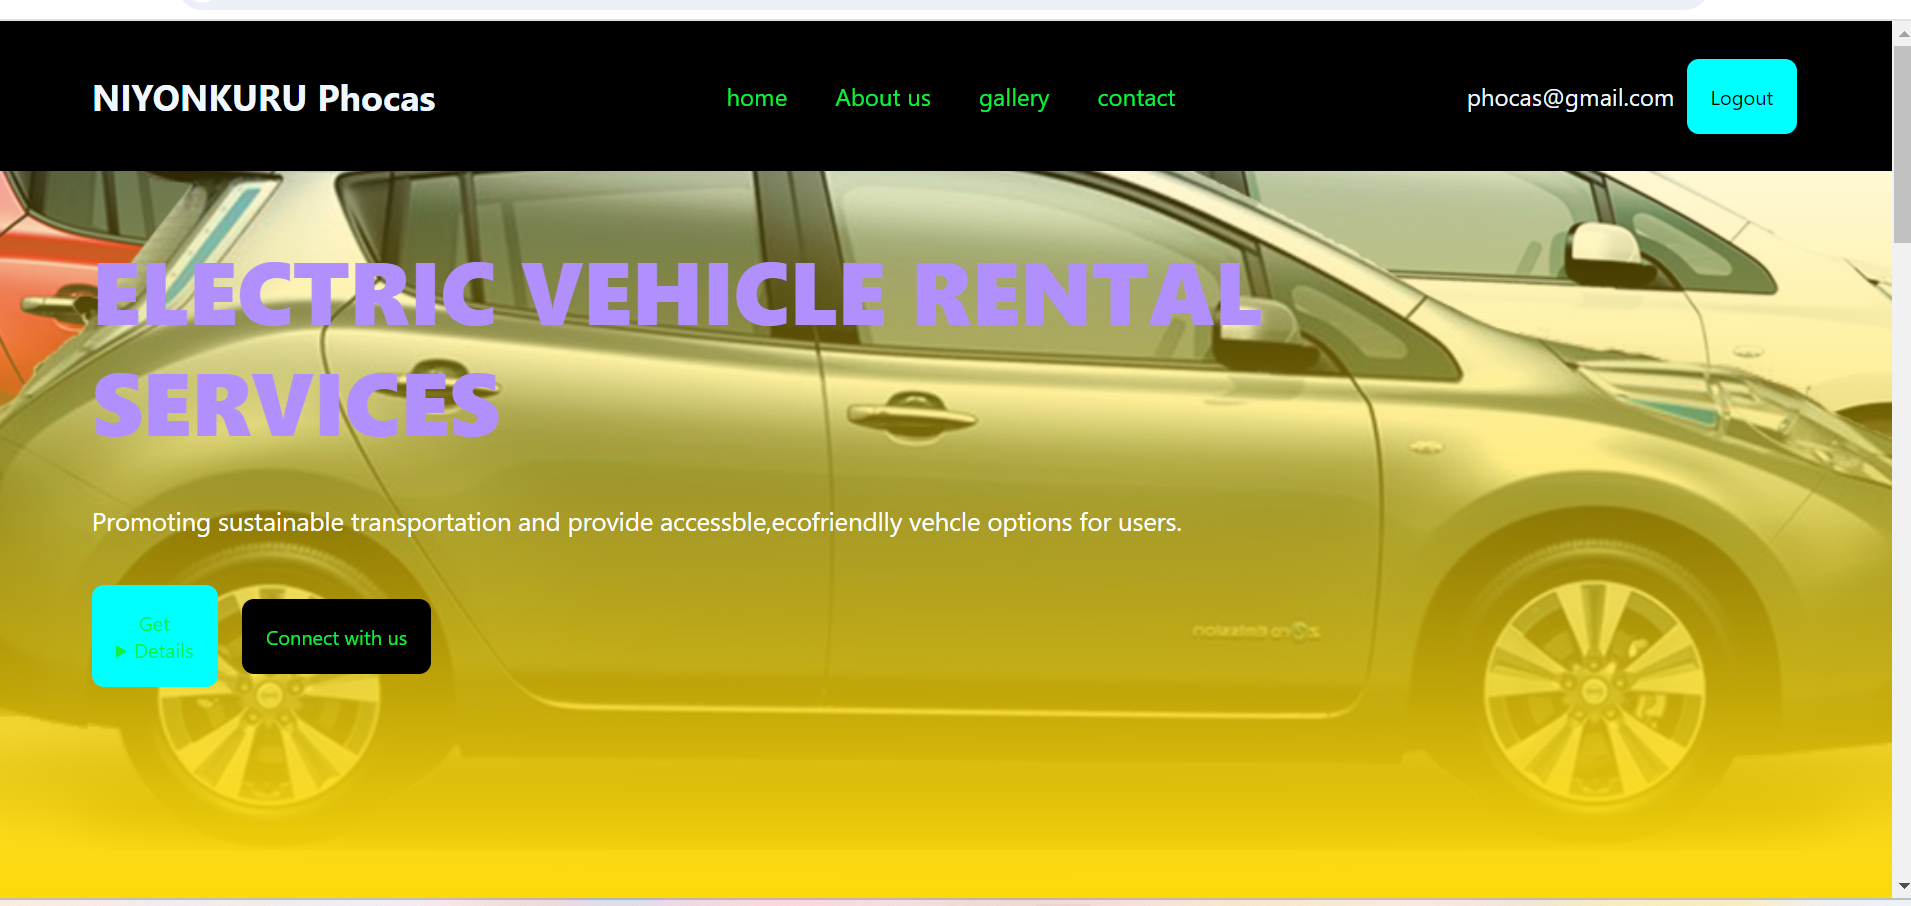 NIYONKURU Phocas
home About us gallery contact
phocas@gmail.com Logout
ELECTRIC VEHICLE RENTAL
SERVICES
Promoting sustainable transportation and provide accessble,ecofriendlly vehcle options for users.
Get
Details
Connect with us